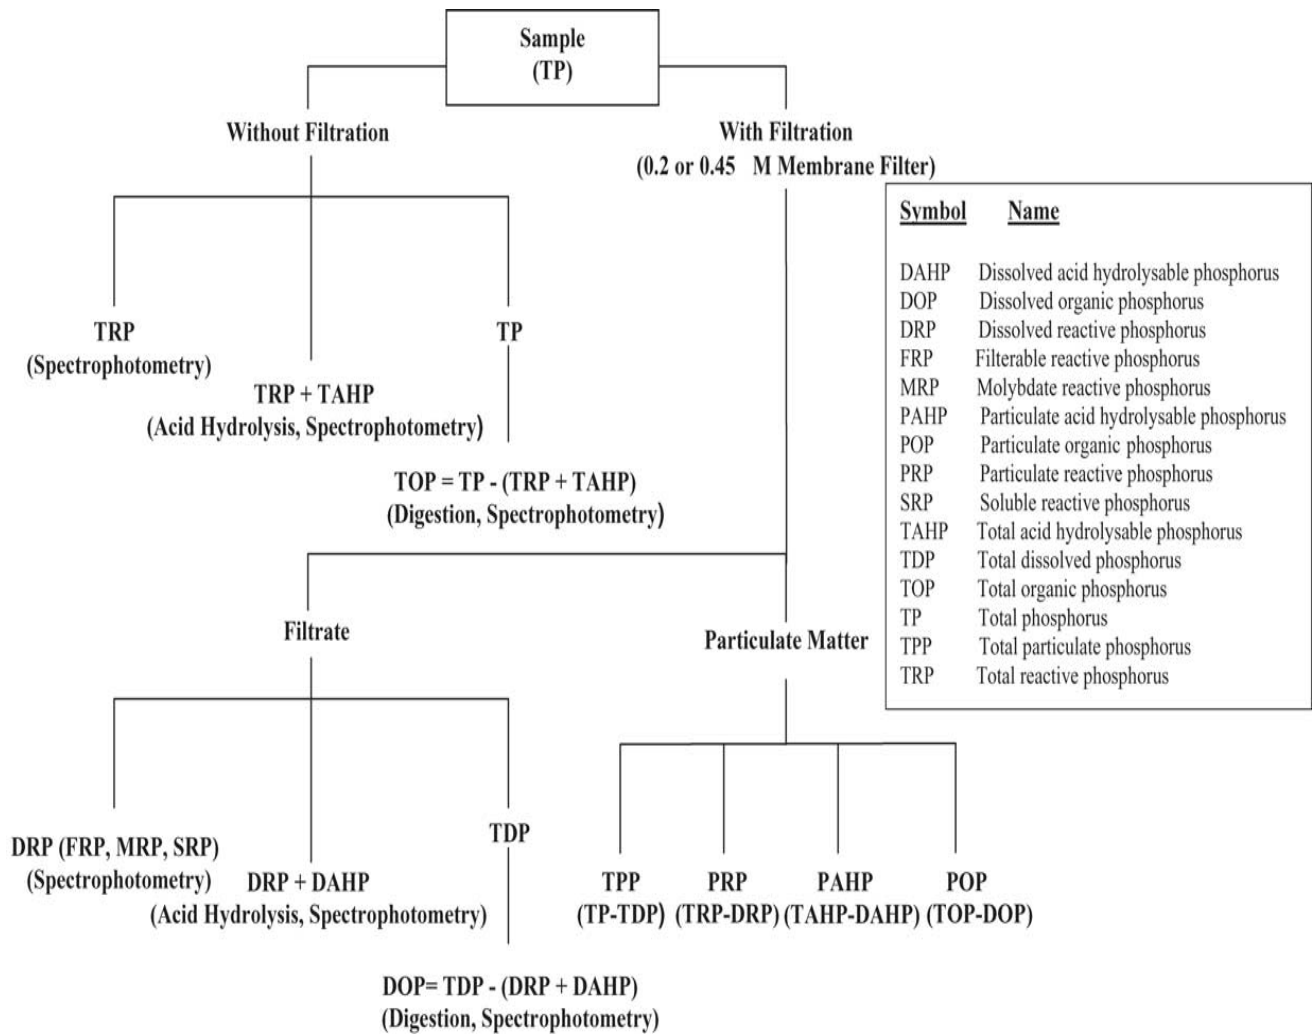 Sample
(TP)
Without Filtration
With Filtration
(0.2 or 0.45 M Membrane Filter)
TRP
(Spectrophotometry)
TRP + TAHP
(Acid Hydrolysis, Spectrophotometry)
TP
TOP = TP - (TRP + TAHP)
(Digestion, Spectrophotometry)
Symbol Name
DAHP Dissolved acid hydrolysable phosphorus
DOP Dissolved organic phosphorus
DRP Dissolved reactive phosphorus
FRP Filterable reactive phosphorus
MRP Molybdate reactive phosphorus
PAHP Particulate acid hydrolysable phosphorus
POP Particulate organic phosphorus
PRP Particulate reactive phosphorus
SRP Soluble reactive phosphorus
TAHP Total acid hydrolysable phosphorus
TDP Total dissolved phosphorus
TOP Total organic phosphorus
TP Total phosphorus
TPP Total particulate phosphorus
TRP Total reactive phosphorus
Filtrate
Particulate Matter
DRP (FRP, MRP, SRP)
(Spectrophotometry)
DRP + DAHP
(Acid Hydrolysis, Spectrophotometry)
TDP
DOP= TDP - (DRP + DAHP)
(Digestion, Spectrophotometry)
TPP
(TP-TDP)
PRP
(TRP-DRP)
PAHP
(TAHP-DAHP)
POP
(TOP-DOP)